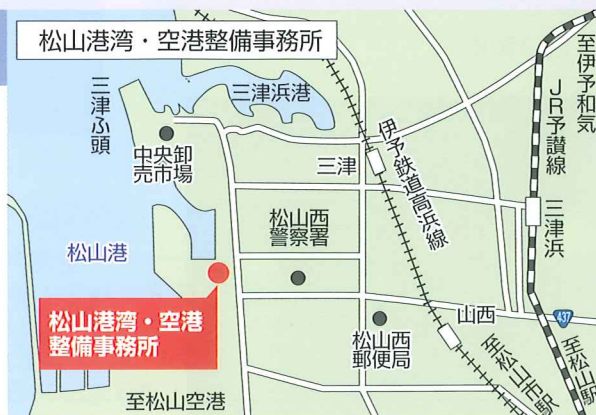 松山港湾・空港整備事務所
三津ふ頭
三津浜港
中央卸
売市場
三津
伊予鉄道高浜線
至伊予和気
JR予讃線
三津浜
松山西
警察署
松山港
松山港湾・空港
整備事務所
松山西
郵便局
山西
437
至松山空港
至松山市駅
至松山駅